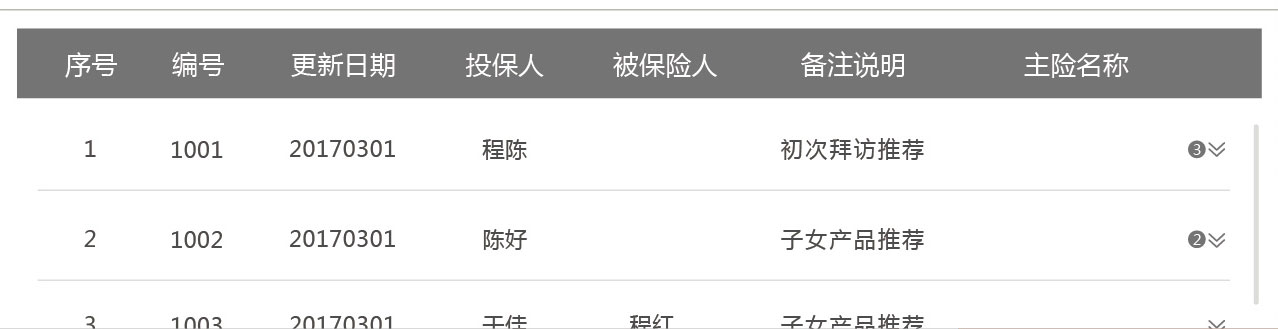 序号 编号 更新日期 投保人 被保险人 备注说明 主险名称
1 1001 20170301 程陈 初次拜访推荐 3
2 1002 20170301 陈好 子女产品推荐 2
3 1003 20170301 程红 子女产品推荐